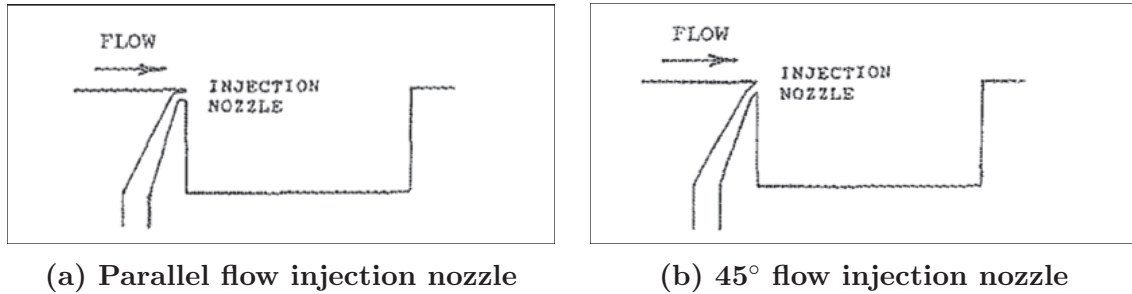 FLOW
INJECTION
NOZZLE
(a) Parallel flow injection nozzle
FLOW
INJECTION
NOZZLE
(b) 45° flow injection nozzle